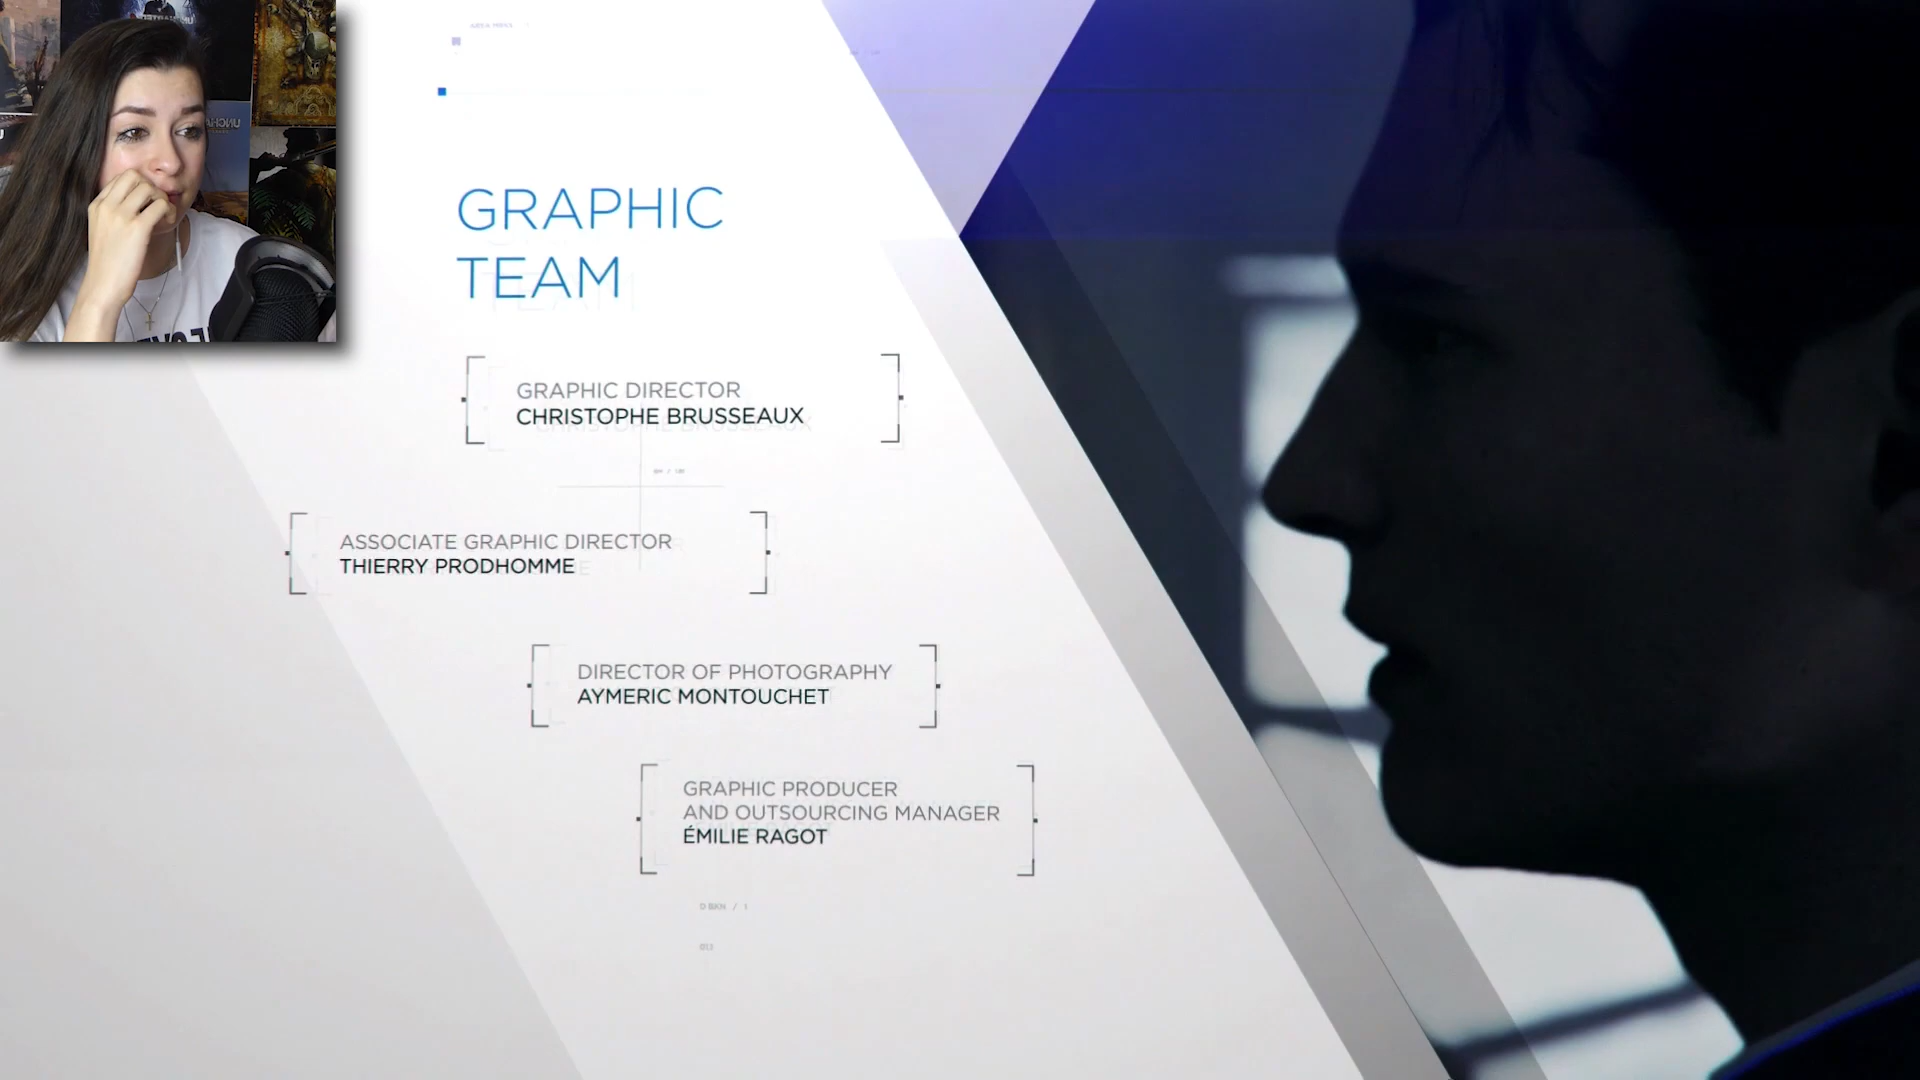 GRAPHIC
TEAM
GRAPHIC DIRECTOR
CHRISTOPHE BRUSSEAUX
ASSOCIATE GRAPHIC DIRECTOR
THIERRY PRODHOMME
DIRECTOR OF PHOTOGRAPHY
AYMERIC MONTOUCHET
GRAPHIC PRODUCER
AND OUTSOURCING MANAGER
ÉMILIE RAGOT